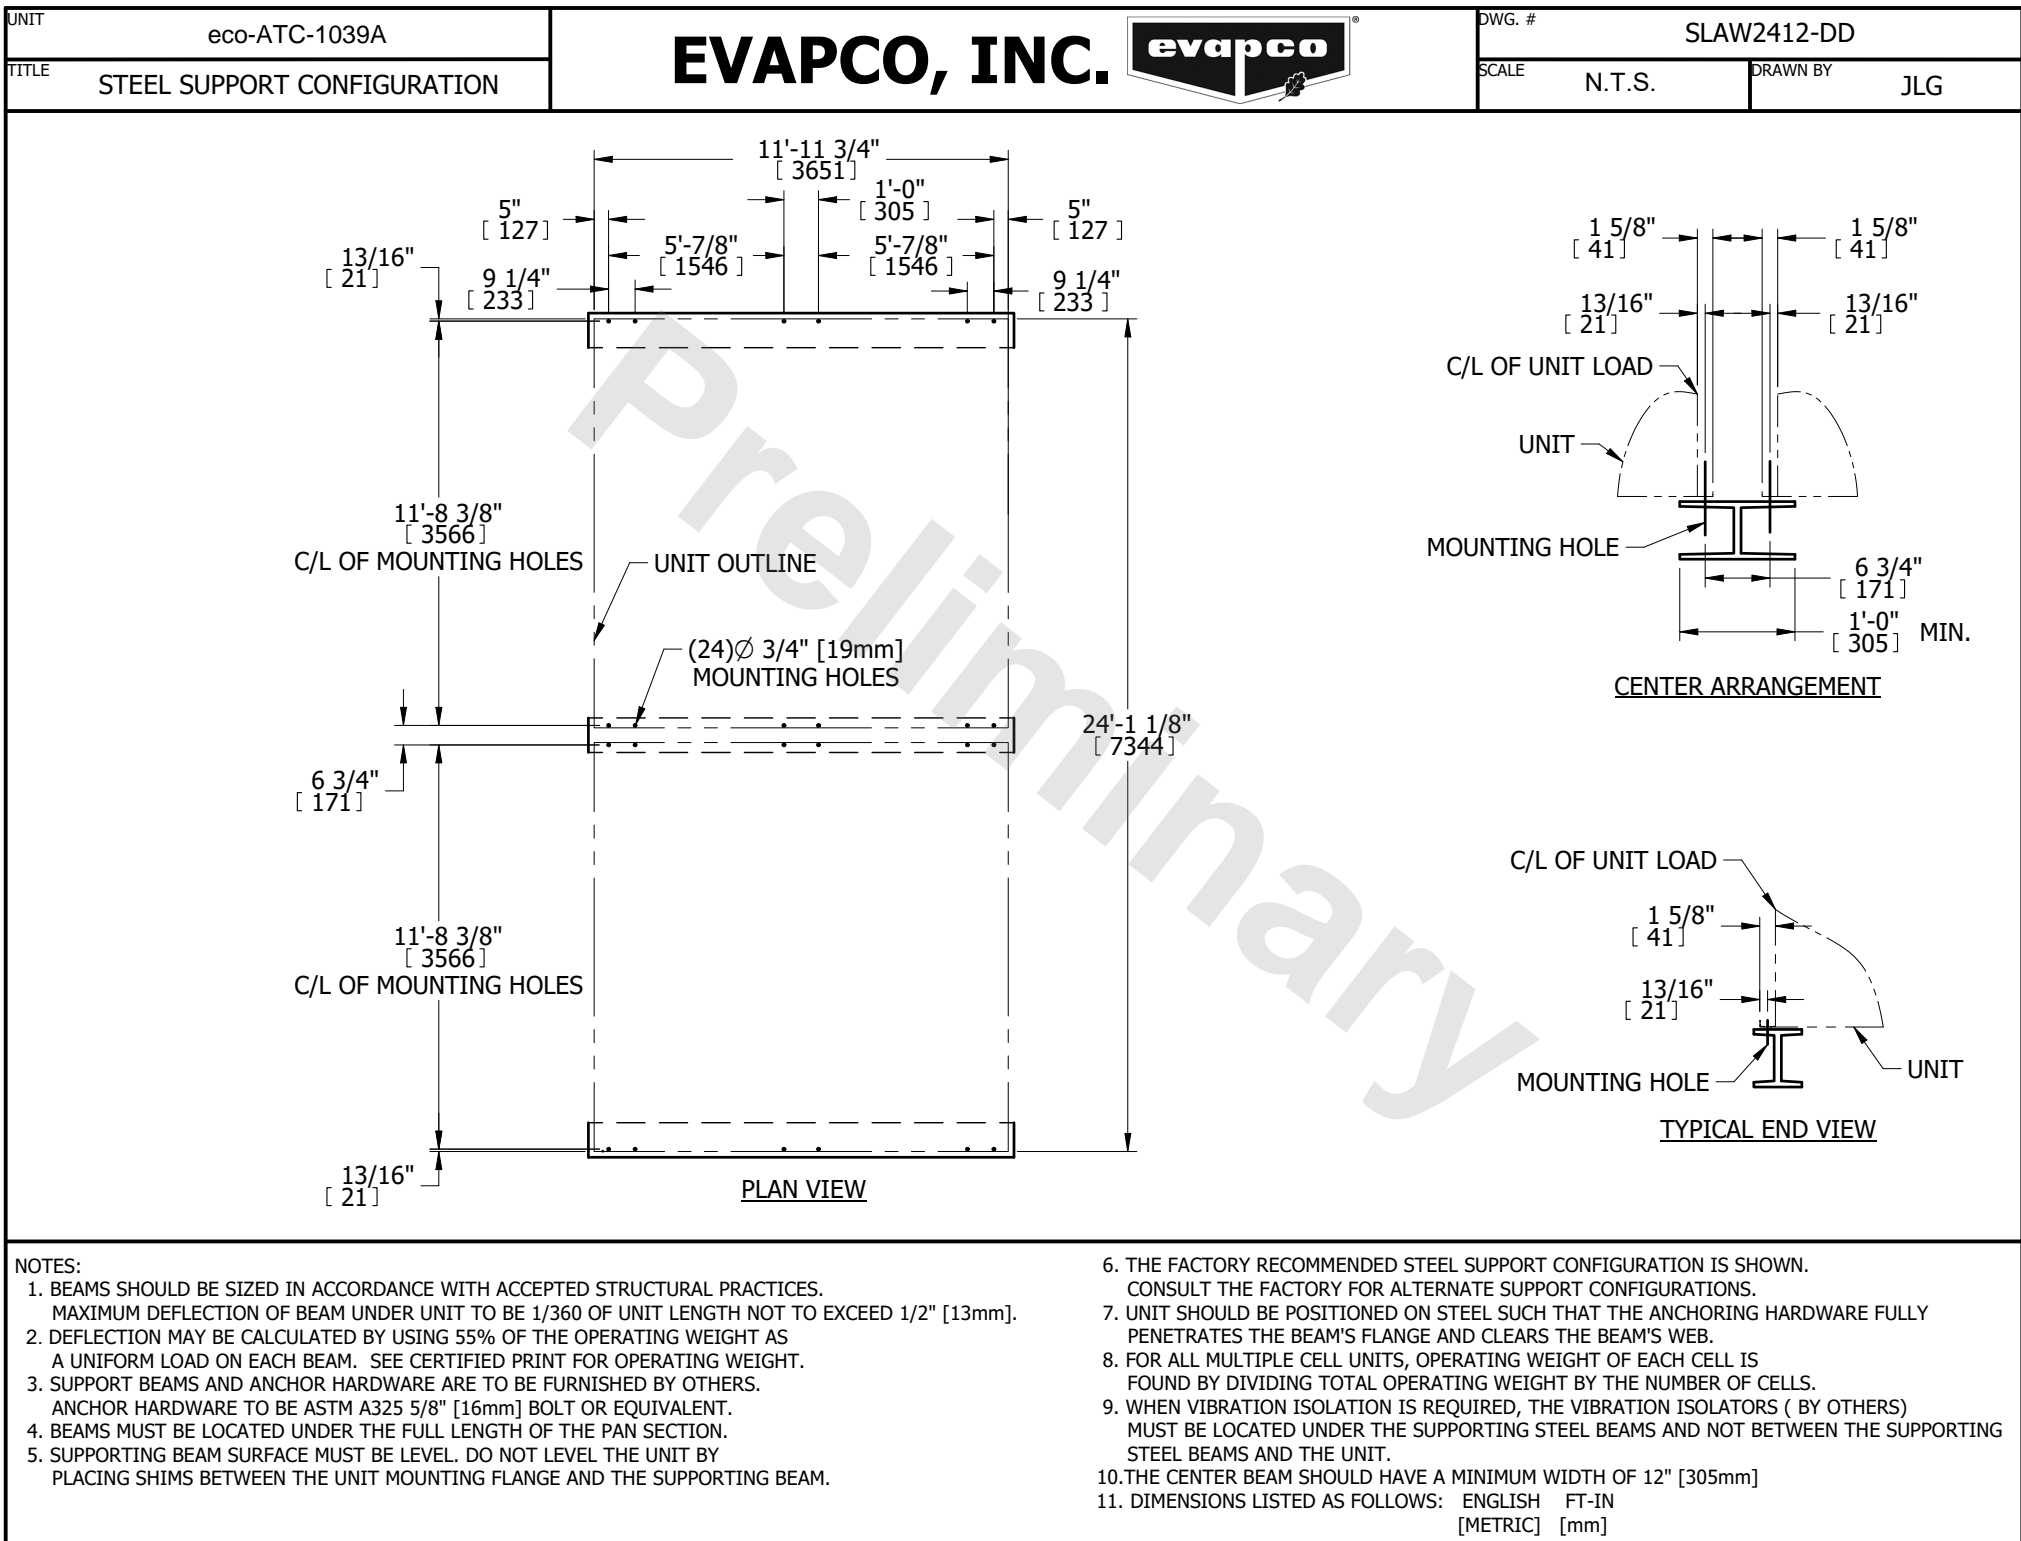 UNIT
eco-ATC-1039A
TITLE
STEEL SUPPORT CONFIGURATION
EVAPCO, INC.
evapco
®
DWG. #
SLAW2412-DD
SCALE
N.T.S.
DRAWN BY
JLG
11'-11 3/4"
[ 3651]
1'-0"
[ 305 ]
5"
[ 127]
5"
[ 127 ]
5'-7/8"
[ 1546 ]
5'-7/8"
[ 1546 ]
13/16"
[ 21]
9 1/4"
[ 233]
9 1/4"
[ 233 ]
11'-8 3/8"
[ 3566]
C/L OF MOUNTING HOLES
UNIT OUTLINE
(24)Ø 3/4" [19mm]
MOUNTING HOLES
24'-1 1/8"
[ 7344]
6 3/4"
[ 171]
11'-8 3/8"
[ 3566]
C/L OF MOUNTING HOLES
13/16"
[ 21]
PLAN VIEW
Preliminary
1 5/8"
[ 41]
1 5/8"
[ 41]
13/16"
[ 21]
13/16"
[ 21]
C/L OF UNIT LOAD
UNIT
MOUNTING HOLE
6 3/4"
[ 171]
1'-0"
[ 305] MIN.
CENTER ARRANGEMENT
C/L OF UNIT LOAD
1 5/8"
[ 41]
13/16"
[ 21]
MOUNTING HOLE
UNIT
TYPICAL END VIEW
NOTES:
1. BEAMS SHOULD BE SIZED IN ACCORDANCE WITH ACCEPTED STRUCTURAL PRACTICES.
MAXIMUM DEFLECTION OF BEAM UNDER UNIT TO BE 1/360 OF UNIT LENGTH NOT TO EXCEED 1/2" [13mm].
2. DEFLECTION MAY BE CALCULATED BY USING 55% OF THE OPERATING WEIGHT AS
A UNIFORM LOAD ON EACH BEAM. SEE CERTIFIED PRINT FOR OPERATING WEIGHT.
3. SUPPORT BEAMS AND ANCHOR HARDWARE ARE TO BE FURNISHED BY OTHERS.
ANCHOR HARDWARE TO BE ASTM A325 5/8" [16mm] BOLT OR EQUIVALENT.
4. BEAMS MUST BE LOCATED UNDER THE FULL LENGTH OF THE PAN SECTION.
5. SUPPORTING BEAM SURFACE MUST BE LEVEL. DO NOT LEVEL THE UNIT BY
PLACING SHIMS BETWEEN THE UNIT MOUNTING FLANGE AND THE SUPPORTING BEAM.
6. THE FACTORY RECOMMENDED STEEL SUPPORT CONFIGURATION IS SHOWN.
CONSULT THE FACTORY FOR ALTERNATE SUPPORT CONFIGURATIONS.
7. UNIT SHOULD BE POSITIONED ON STEEL SUCH THAT THE ANCHORING HARDWARE FULLY
PENETRATES THE BEAM'S FLANGE AND CLEARS THE BEAM'S WEB.
8. FOR ALL MULTIPLE CELL UNITS, OPERATING WEIGHT OF EACH CELL IS
FOUND BY DIVIDING TOTAL OPERATING WEIGHT BY THE NUMBER OF CELLS.
9. WHEN VIBRATION ISOLATION IS REQUIRED, THE VIBRATION ISOLATORS ( BY OTHERS)
MUST BE LOCATED UNDER THE SUPPORTING STEEL BEAMS AND NOT BETWEEN THE SUPPORTING
STEEL BEAMS AND THE UNIT.
10.THE CENTER BEAM SHOULD HAVE A MINIMUM WIDTH OF 12" [305mm]
11. DIMENSIONS LISTED AS FOLLOWS: ENGLISH FT-IN
[METRIC] [mm]